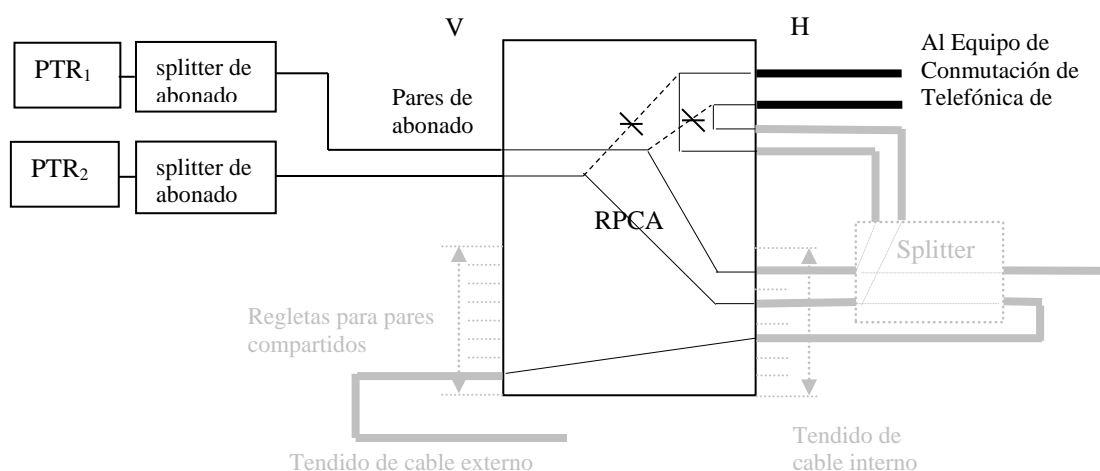 V
H
PTR1
splitter de
abonado
Pares de
abonado
Al Equipo de
Conmutación de
Telefónica de
PTR2
splitter de
abonado
RPCA
Splitter
Regletas para pares
compartidos
Tendido de cable externo
Tendido de
cable interno